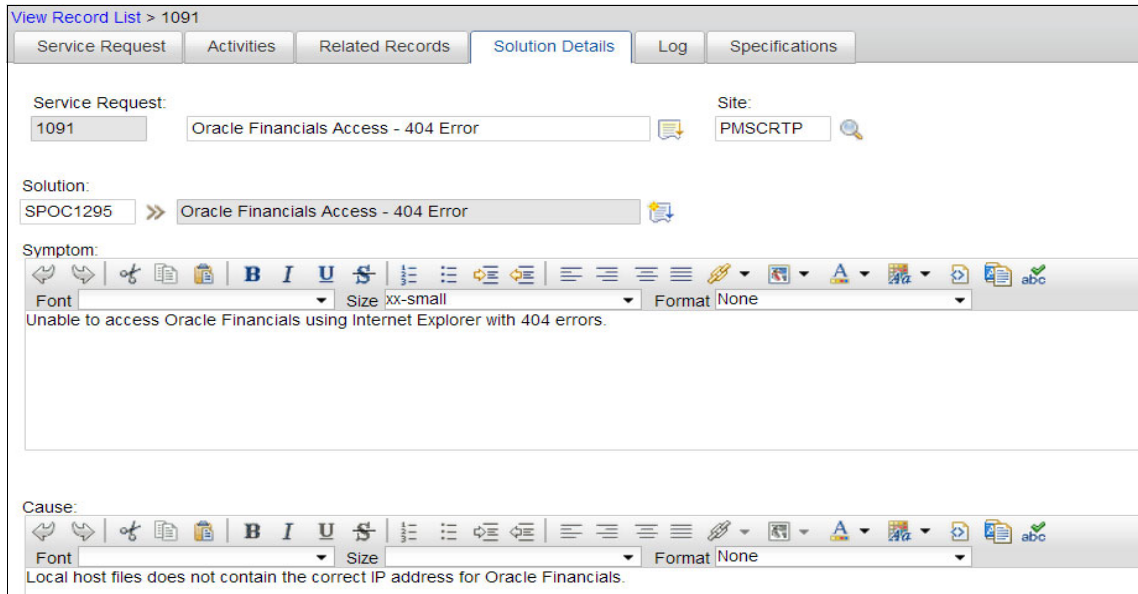 View Record List > 1091
Service Request Activities Related Records Solution Details Log Specifications
Service Request: Site:
1091 Oracle Financials Access - 404 Error PMSCRTP
Solution:
SPOC1295 Oracle Financials Access - 404 Error
Symptom:
B I U S A abc
Font Size xx-small Format None
Unable to access Oracle Financials using Internet Explorer with 404 errors.
Cause:
B I U S A abc
Font Size Format None
Local host files does not contain the correct IP address for Oracle Financials.